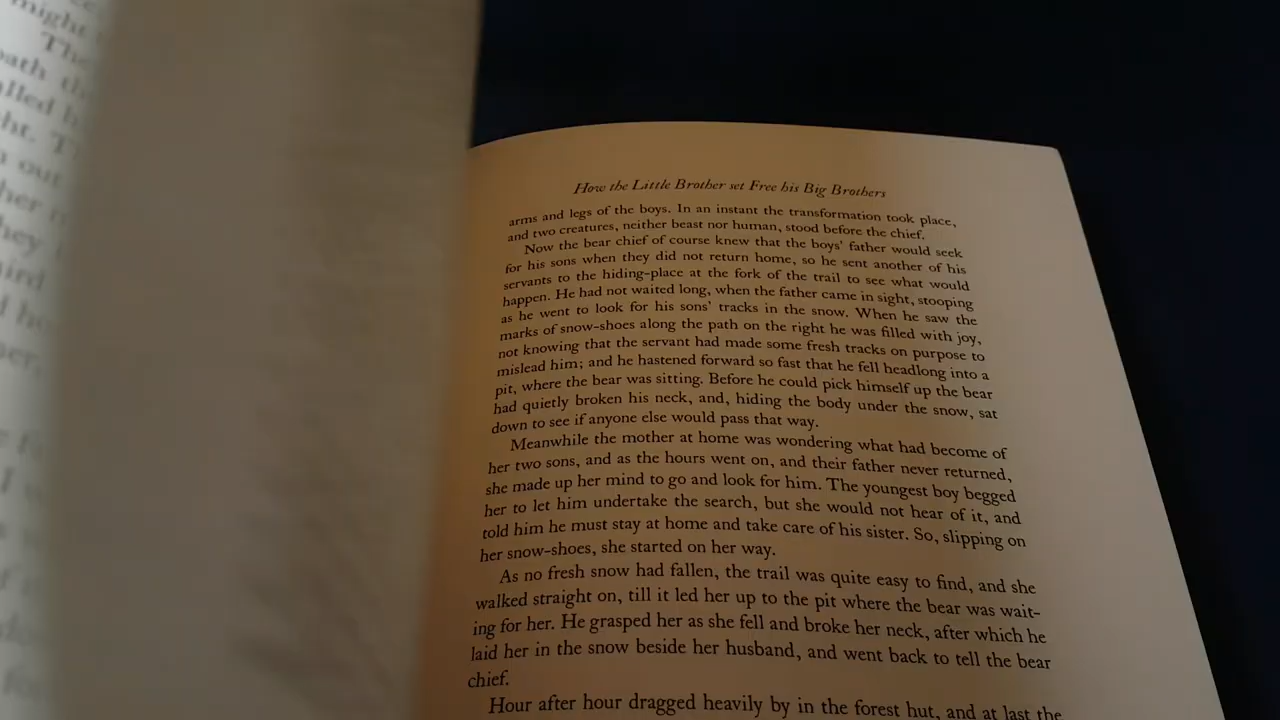 might
The
path
alled
ht. T
out
her
hey
How the Little Brother set Free his Big Brothers
arms and legs of the boys. In an instant the transformation took place,
and two creatures, neither beast nor human, stood before the chief.
Now the bear chief of course knew that the boys' father would seek
for his sons when they did not return home, so he sent another of his
servants to the hiding-place at the fork of the trail to see what would
happen. He had not waited long, when the father came in sight, stooping
as he went to look for his sons' tracks in the snow. When he saw the
marks of snow-shoes along the path on the right he was filled with joy,
not knowing that the servant had made some fresh tracks on purpose to
mislead him; and he hastened forward so fast that he fell headlong into a
pit, where the bear was sitting. Before he could pick himself up the bear
had quietly broken his neck, and, hiding the body under the snow, sat
down to see if anyone else would pass that way.
Meanwhile the mother at home was wondering what had become of
her two sons, and as the hours went on, and their father never returned,
she made up her mind to go and look for him. The youngest boy begged
her to let him undertake the search, but she would not hear of it, and
told him he must stay at home and take care of his sister. So, slipping on
her snow-shoes, she started on her way.
As no fresh snow had fallen, the trail was quite easy to find, and she
walked straight on, till it led her up to the pit where the bear was wait-
ing for her. He grasped her as she fell and broke her neck, after which he
laid her in the snow beside her husband, and went back to tell the bear
chief.
Hour after hour dragged heavily by in the forest hut, and at last the